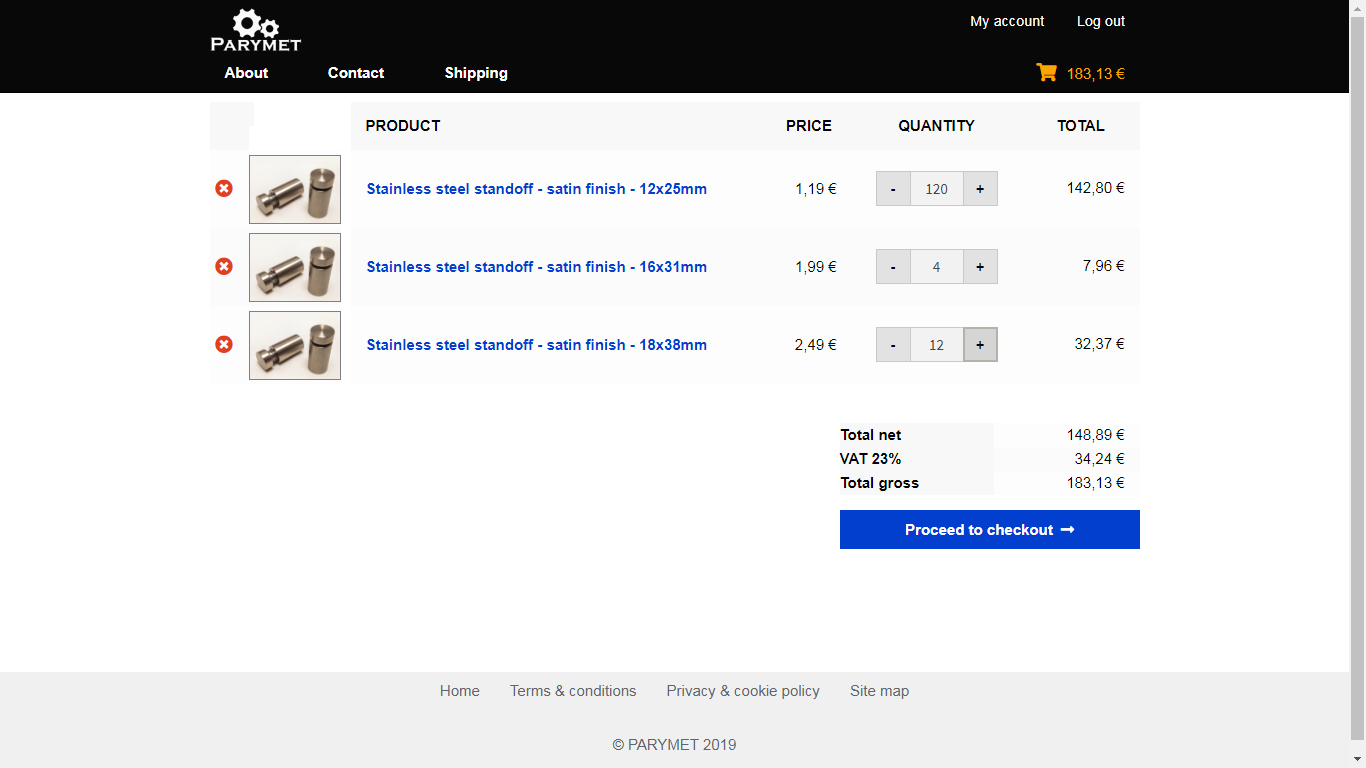 My account Log out
PARYMET
About Contact Shipping 183,13 €
PRODUCT PRICE QUANTITY TOTAL
Stainless steel standoff - satin finish - 12x25mm 1,19 € - 120 + 142,80 €
Stainless steel standoff - satin finish - 16x31mm 1,99 € - 4 + 7,96 €
Stainless steel standoff - satin finish - 18x38mm 2,49 € - 12 + 32,37 €
Total net 148,89 €
VAT 23% 34,24 €
Total gross 183,13 €
Proceed to checkout
Home Terms & conditions Privacy & cookie policy Site map
© PARYMET 2019